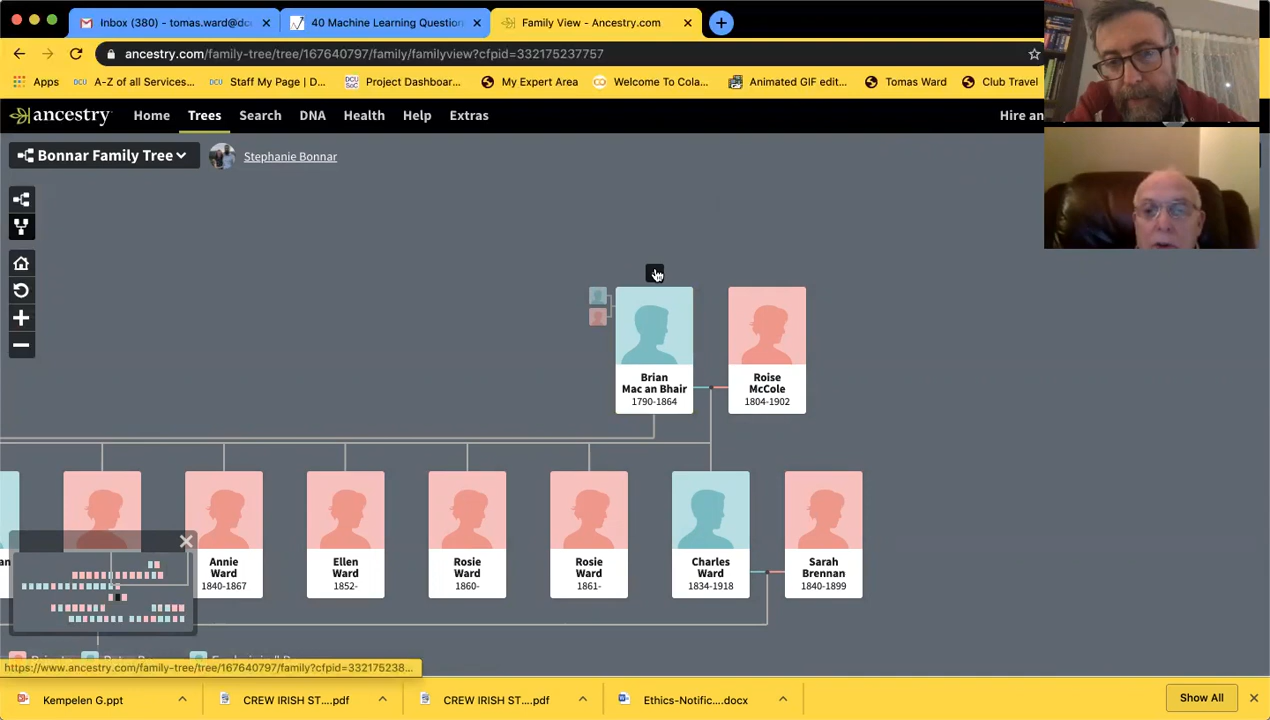 Inbox (380) - tomas.ward@dc
40 Machine Learning Question
Family View - Ancestry.com
ancestry.com/family-tree/tree/167640797/family/familyview?cfpid=332175237757
Apps
DCU A-Z of all Services...
DCU Staff My Page | D...
DCU SoC Project Dashboar...
My Expert Area
Welcome To Cola...
Animated GIF edit...
Tomas Ward
Club Travel
ancestry Home Trees Search DNA Health Help Extras Hire an
Bonnar Family Tree Stephanie Bonnar
Brian
Mac an Bhair
1790-1864
Roise
McCole
1804-1902
Annie
Ward
1840-1867
Ellen
Ward
1852-
Rosie
Ward
1860-
Rosie
Ward
1861-
Charles
Ward
1834-1918
Sarah
Brennan
1840-1899
https://www.ancestry.com/family-tree/tree/167640797/family?cfpid=332175238...
Kempelen G.ppt
CREW IRISH ST....pdf
CREW IRISH ST....pdf
Ethics-Notific....docx
Show All